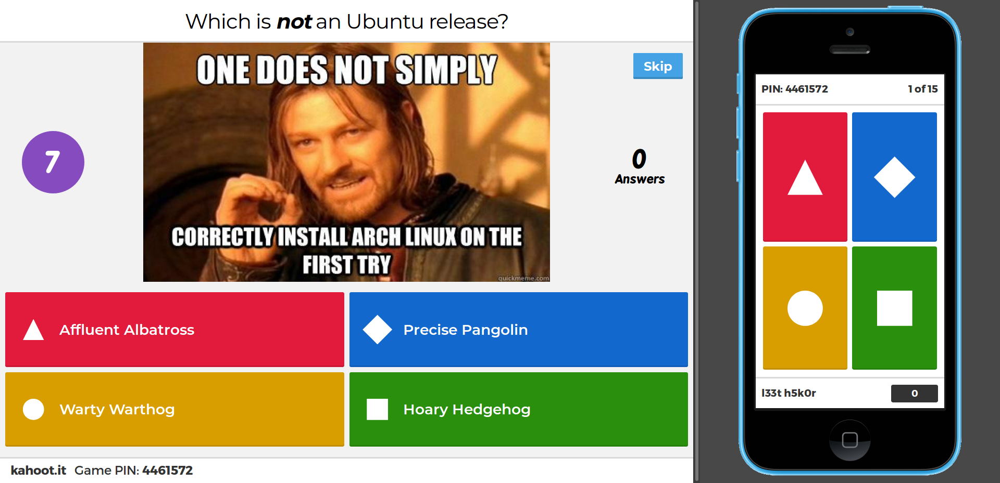 Which is not an Ubuntu release?
ONE DOES NOT SIMPLY
Skip
7
0
Answers
CORRECTLY INSTALL ARCH LINUX ON THE
FIRST TRY
quickmeme.com
Affluent Albatross
Precise Pangolin
Warty Warthog
Hoary Hedgehog
kahoot.it Game PIN: 4461572
PIN: 4461572 1 of 15
l33t h5k0r 0